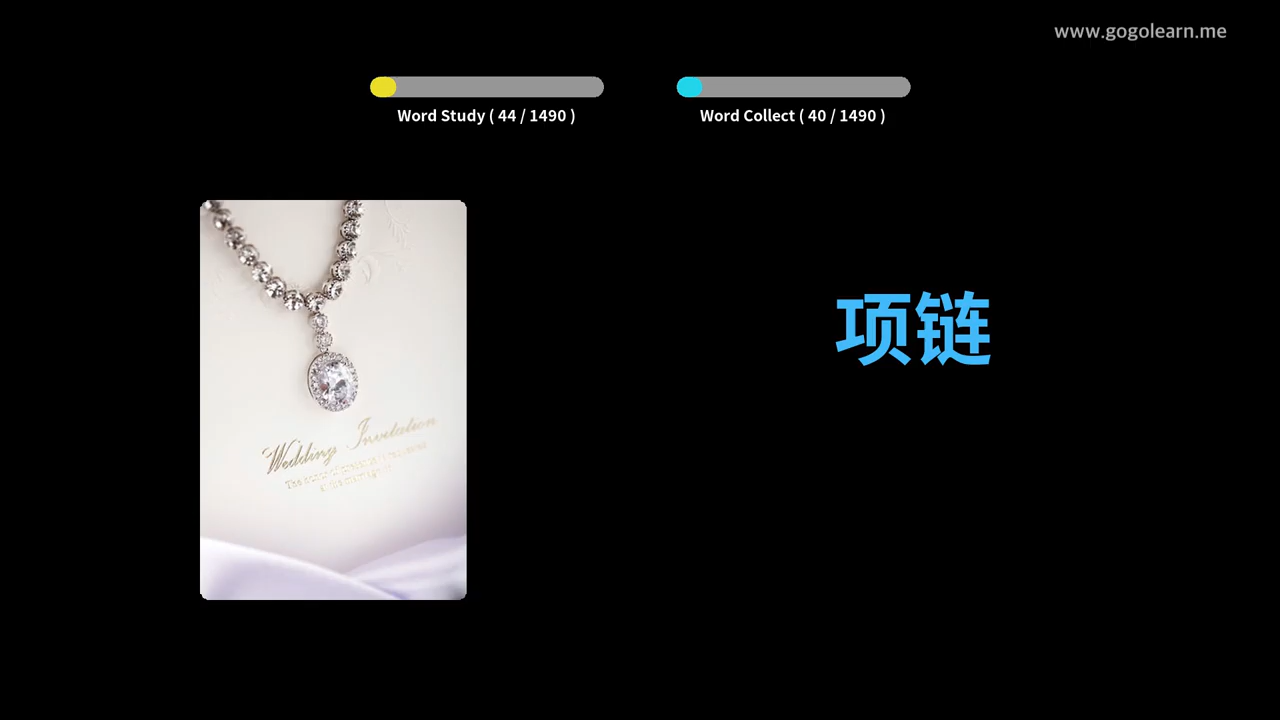 www.gogolearn.me
Word Study ( 44 / 1490 )
Word Collect ( 40 / 1490 )
项链
Wedding Invitation